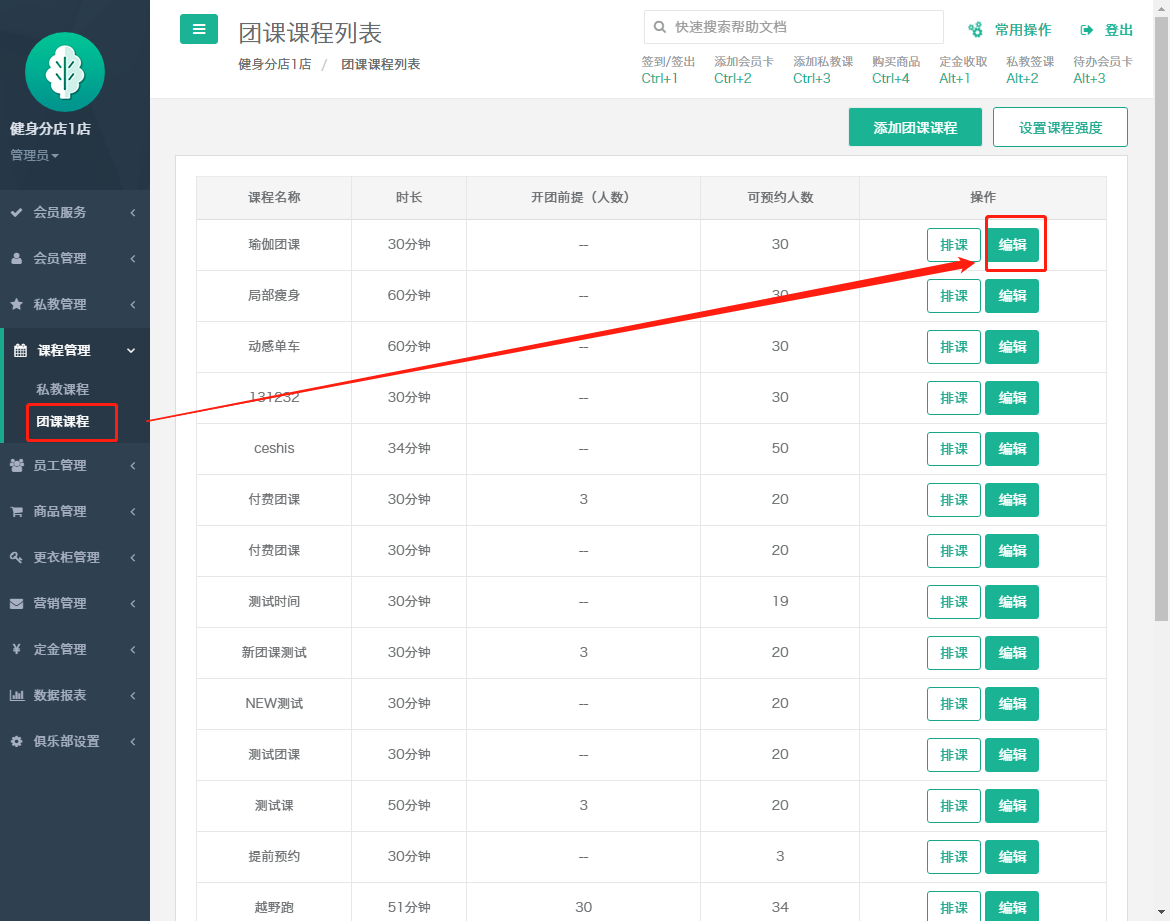 健身分店1店
管理员
会员服务
会员管理
私教管理
课程管理
私教课程
团课课程
员工管理
商品管理
更衣柜管理
营销管理
定金管理
数据报表
俱乐部设置
团课课程列表
健身分店1店 / 团课课程列表
快速搜索帮助文档
常用操作 登出
签到/签出 添加会员卡 添加私教课 购买商品 定金收取 私教签课 待办会员卡
Ctrl+1 Ctrl+2 Ctrl+3 Ctrl+4 Alt+1 Alt+2 Alt+3
添加团课课程 设置课程强度
课程名称 时长 开团前提（人数） 可预约人数 操作
瑜伽团课 30分钟 -- 30 排课 编辑
局部瘦身 60分钟 -- 30 排课 编辑
动感单车 60分钟 -- 30 排课 编辑
131232 30分钟 -- 30 排课 编辑
ceshis 34分钟 -- 50 排课 编辑
付费团课 30分钟 3 20 排课 编辑
付费团课 30分钟 -- 20 排课 编辑
测试时间 30分钟 -- 19 排课 编辑
新团课测试 30分钟 3 20 排课 编辑
NEW测试 30分钟 -- 20 排课 编辑
测试团课 30分钟 -- 20 排课 编辑
测试课 50分钟 3 20 排课 编辑
提前预约 30分钟 -- 3 排课 编辑
越野跑 51分钟 30 34 排课 编辑